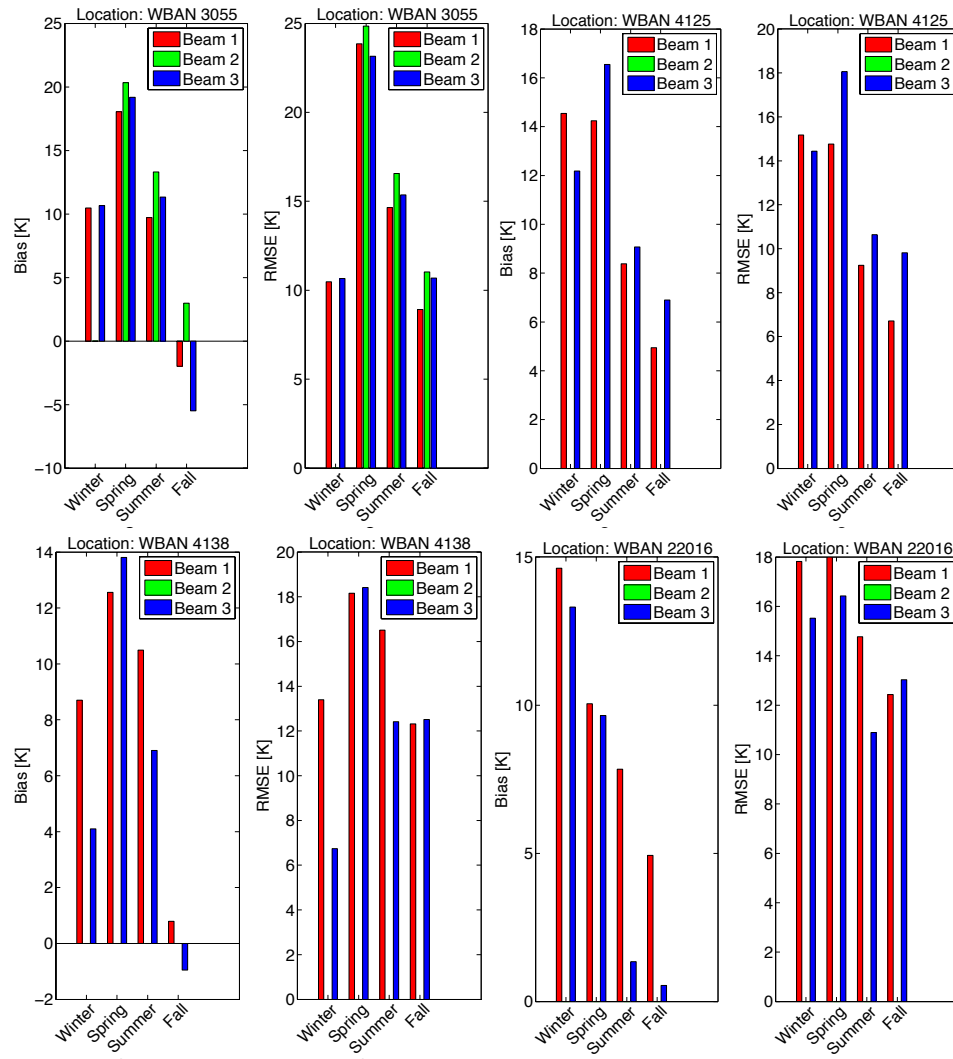 Location: WBAN 3055
Beam 1
Beam 2
Beam 3
Bias [K]
25
20
15
10
5
0
−5
−10
Winter
Spring
Summer
Fall
Location: WBAN 3055
Beam 1
Beam 2
Beam 3
RMSE [K]
25
20
15
10
5
0
Winter
Spring
Summer
Fall
Location: WBAN 4125
Beam 1
Beam 2
Beam 3
Bias [K]
18
16
14
12
10
8
6
4
2
0
Winter
Spring
Summer
Fall
Location: WBAN 4125
Beam 1
Beam 2
Beam 3
RMSE [K]
20
18
16
14
12
10
8
6
4
2
0
Winter
Spring
Summer
Fall
Location: WBAN 4138
Beam 1
Beam 2
Beam 3
Bias [K]
14
12
10
8
6
4
2
0
−2
Winter
Spring
Summer
Fall
Location: WBAN 4138
Beam 1
Beam 2
Beam 3
RMSE [K]
20
18
16
14
12
10
8
6
4
2
0
Winter
Spring
Summer
Fall
Location: WBAN 22016
Beam 1
Beam 2
Beam 3
Bias [K]
15
10
5
0
Winter
Spring
Summer
Fall
Location: WBAN 22016
Beam 1
Beam 2
Beam 3
RMSE [K]
18
16
14
12
10
8
6
4
2
0
Winter
Spring
Summer
Fall